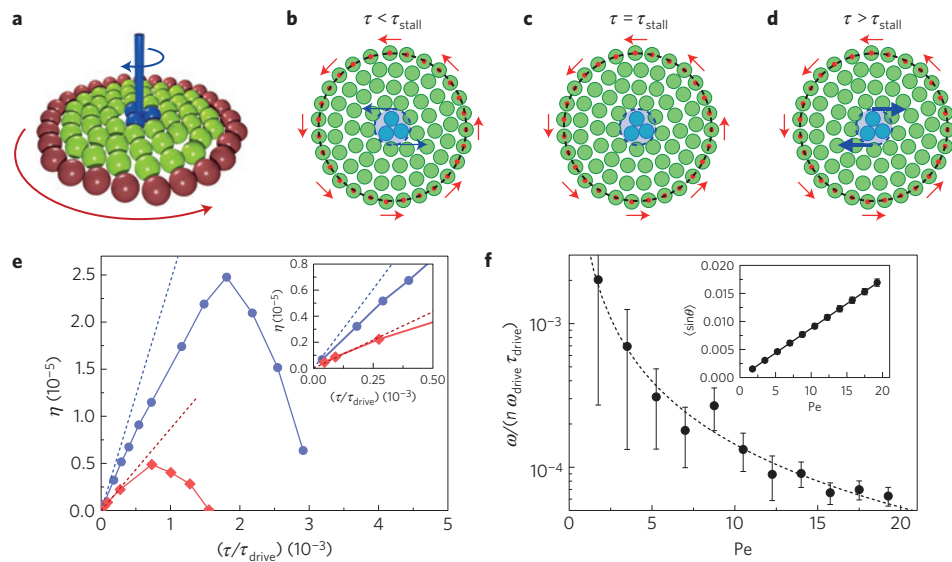 a
b
τ < τstall
c
τ = τstall
d
τ > τstall
e
η (10⁻⁵)
2.5
2.0
1.5
1.0
0.5
0.0
0
1
2
3
4
5
(τ/τdrive) (10⁻³)
η (10⁻⁵)
0.8
0.6
0.4
0.2
0.0
0.00
0.25
0.50
(τ/τdrive) (10⁻³)
f
ω/(n ωdrive τdrive)
10⁻³
10⁻⁴
0
5
10
15
20
Pe
⟨sinθ⟩
0.020
0.015
0.010
0.005
0.000
0
5
10
15
20
Pe